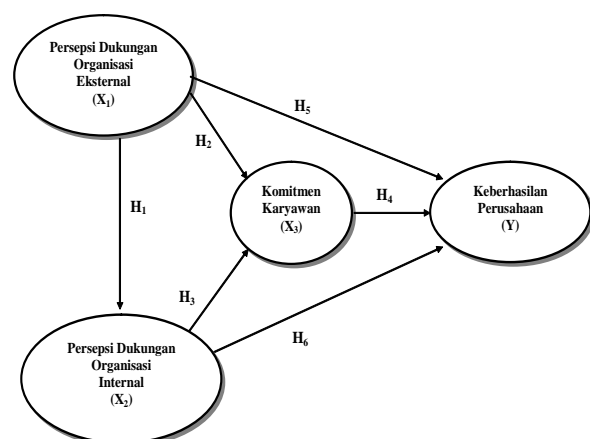 Persepsi Dukungan
Organisasi
Eksternal
(X₁)
H₅
H₂
Komitmen
Karyawan
(X₃)
H₄
Keberhasilan
Perusahaan
(Y)
H₁
H₃
H₆
Persepsi Dukungan
Organisasi
Internal
(X₂)